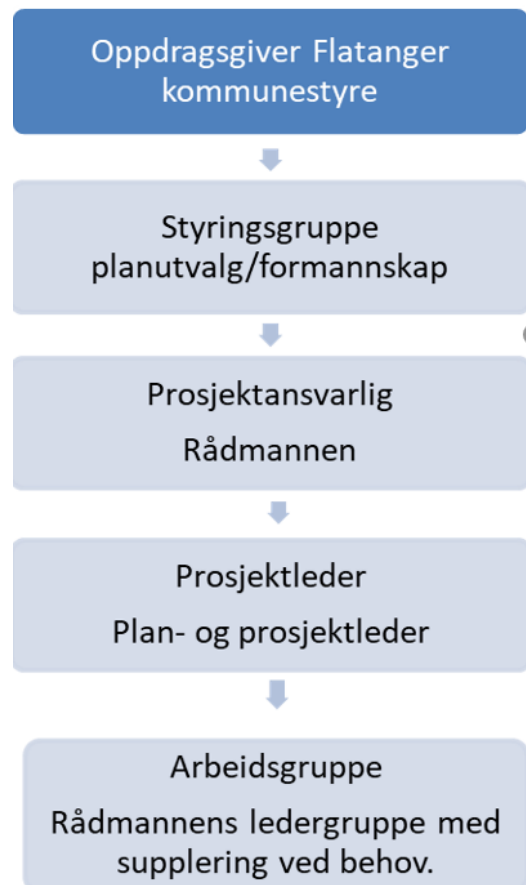 Oppdragsgiver Flatanger
kommunestyre
Styringsgruppe
planutvalg/formannskap
Prosjektansvarlig
Rådmannen
Prosjektleder
Plan- og prosjektleder
Arbeidsgruppe
Rådmannens ledergruppe med
supplering ved behov.